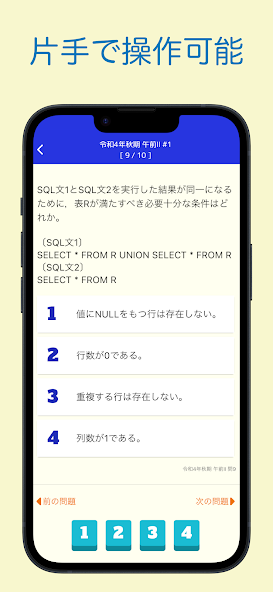 片手で操作可能
令和4年秋期 午前II #1
[ 9 / 10 ]
SQL文1とSQL文2を実行した結果が同一になる
ために，表Rが満たすべき必要十分な条件はど
れか。
〔SQL文1〕
SELECT * FROM R UNION SELECT * FROM R
〔SQL文2〕
SELECT * FROM R
1 値にNULLをもつ行は存在しない。
2 行数が0である。
3 重複する行は存在しない。
4 列数が1である。
令和4年秋期 午前II 問9
前の問題 次の問題
1 2 3 4